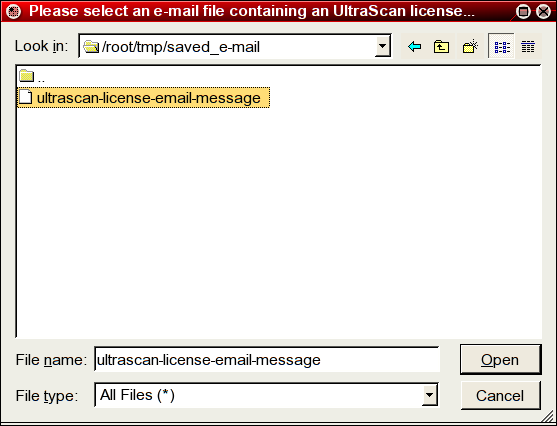 Please select an e-mail file containing an UltraScan license...
Look in: /root/tmp/saved_e-mail
..
ultrascan-license-email-message
File name: ultrascan-license-email-message Open
File type: All Files (*) Cancel